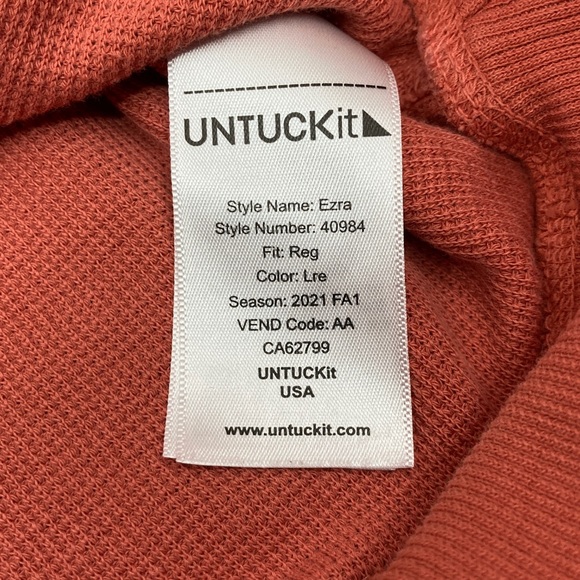 UNTUCKit
Style Name: Ezra
Style Number: 40984
Fit: Reg
Color: Lre
Season: 2021 FA1
VEND Code: AA
CA62799
UNTUCKit
USA
www.untuckit.com